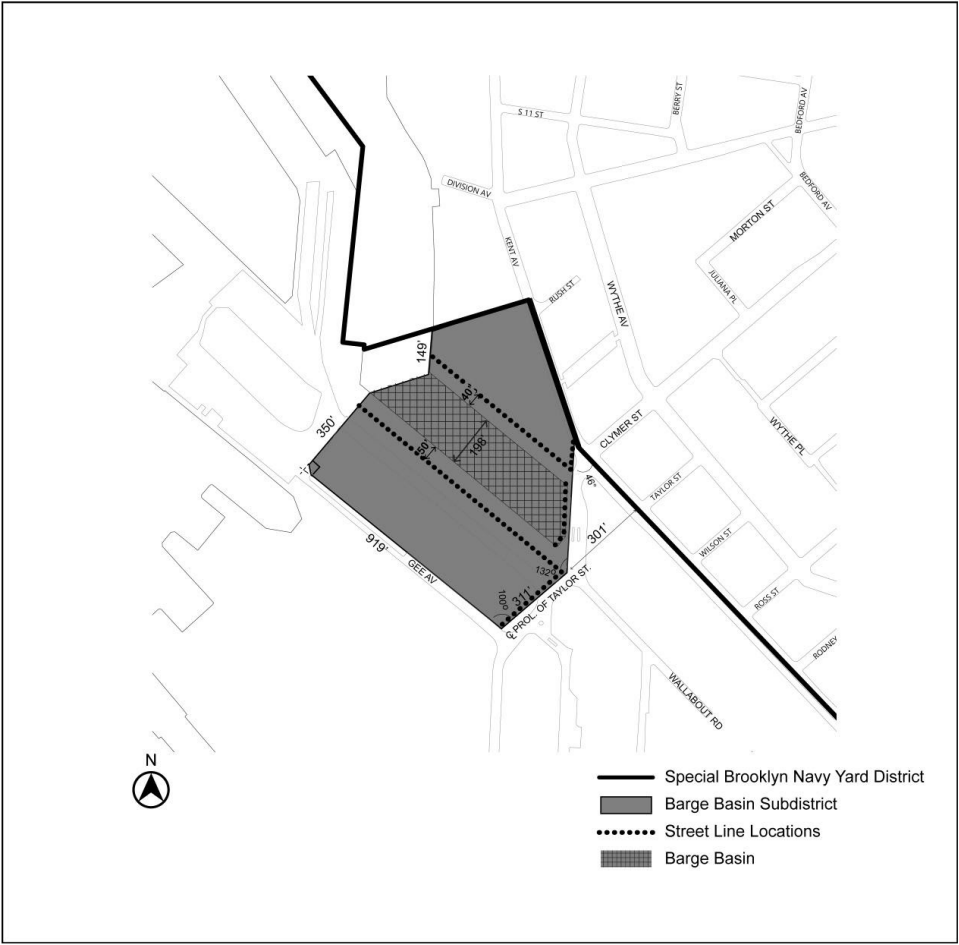 S 11 ST
BERRY ST
BEDFORD AV
DIVISION AV
BEDFORD AV
MORTON ST
KENT AV
JULIANA PL
RUSH ST
WYTHE AV
149'
40'
WYTHE PL
CLYMER ST
350'
50'
198
46°
TAYLOR ST
301'
WILSON ST
919'
GEE AV
132°
ROSS ST
100°
311'
℄ PROL. OF TAYLOR ST.
RODNEY
WALLABOUT RD
N
Special Brooklyn Navy Yard District
Barge Basin Subdistrict
Street Line Locations
Barge Basin